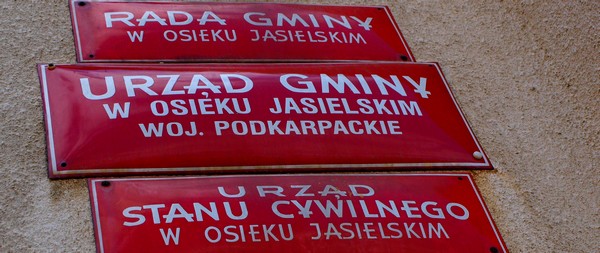 RADA GMINY
W OSIEKU JASIELSKIM
URZĄD GMINY
W OSIEKU JASIELSKIM
WOJ. PODKARPACKIE
URZĄD
STANU CYWILNEGO
W OSIEKU JASIELSKIM